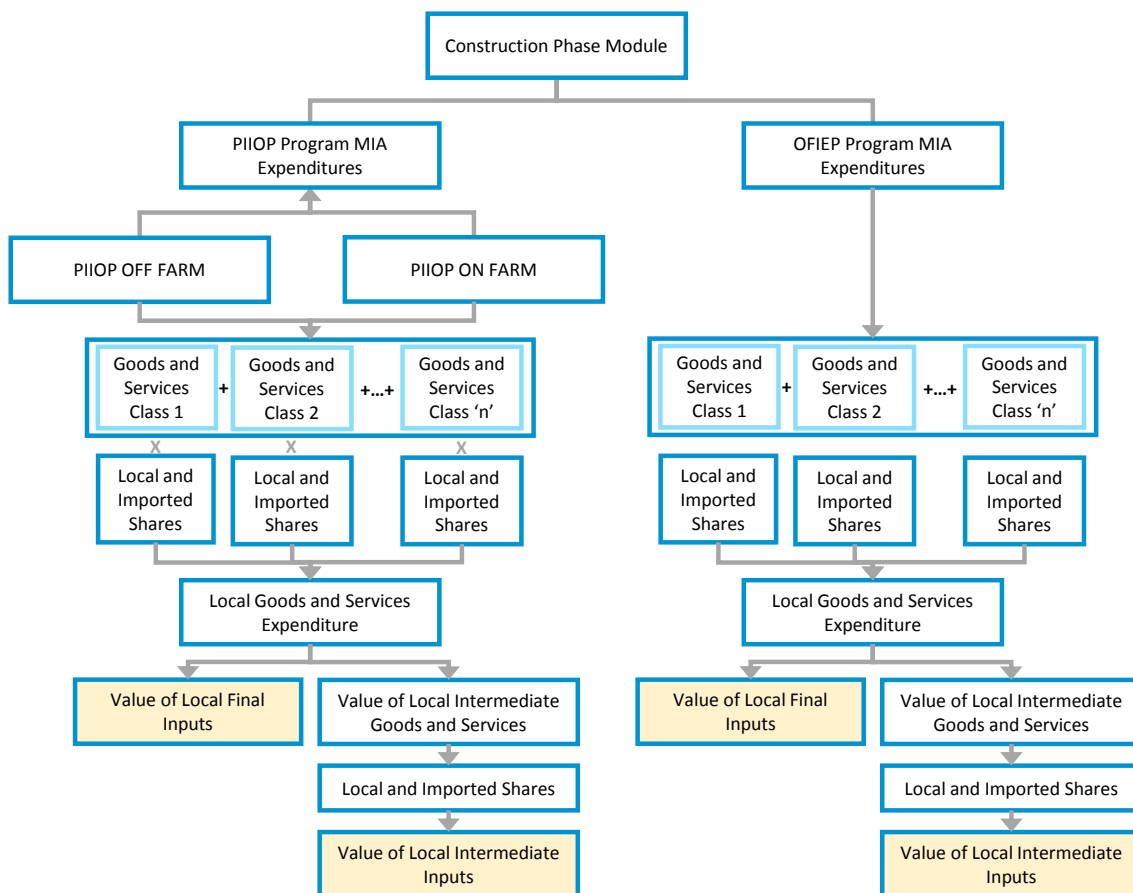 Construction Phase Module
PIIOP Program MIA
Expenditures
OFIEP Program MIA
Expenditures
PIIOP OFF FARM
PIIOP ON FARM
Goods and
Services
Class 1
+
Goods and
Services
Class 2
+...+
Goods and
Services
Class ‘n’
Goods and
Services
Class 1
+
Goods and
Services
Class 2
+...+
Goods and
Services
Class ‘n’
X
X
X
Local and
Imported
Shares
Local and
Imported
Shares
Local and
Imported
Shares
Local and
Imported
Shares
Local and
Imported
Shares
Local and
Imported
Shares
Local Goods and Services
Expenditure
Local Goods and Services
Expenditure
Value of Local Final
Inputs
Value of Local Intermediate
Goods and Services
Value of Local Final
Inputs
Value of Local Intermediate
Goods and Services
Local and Imported Shares
Local and Imported Shares
Value of Local Intermediate
Inputs
Value of Local Intermediate
Inputs